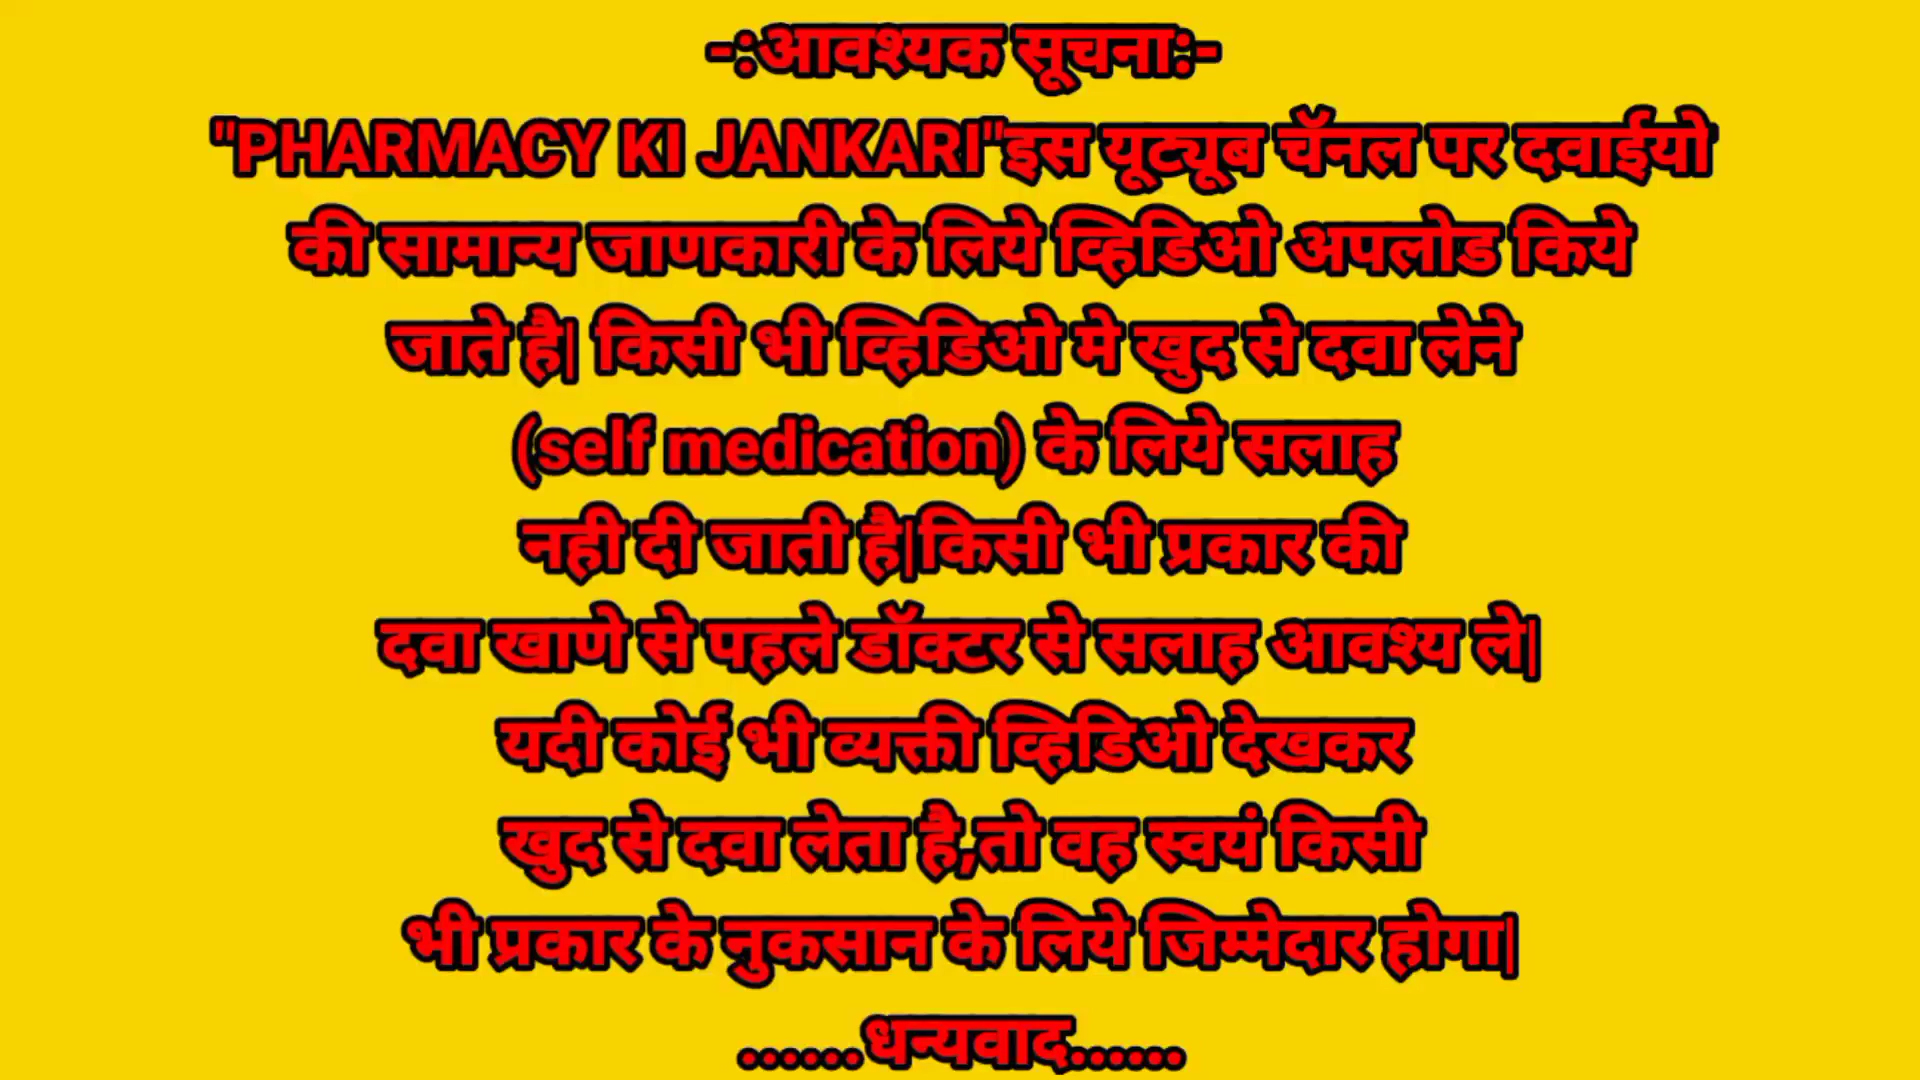 -:आवश्यक सूचना:-
"PHARMACY KI JANKARI"इस यूट्यूब चॅनल पर दवाईयो
की सामान्य जाणकारी के लिये व्हिडिओ अपलोड किये
जाते है| किसी भी व्हिडिओ मे खुद से दवा लेने
(self medication) के लिये सलाह
नही दी जाती है|किसी भी प्रकार की
दवा खाणे से पहले डॉक्टर से सलाह आवश्य ले|
यदी कोई भी व्यक्ती व्हिडिओ देखकर
खुद से दवा लेता है,तो वह स्वयं किसी
भी प्रकार के नुकसान के लिये जिम्मेदार होगा|
......धन्यवाद......